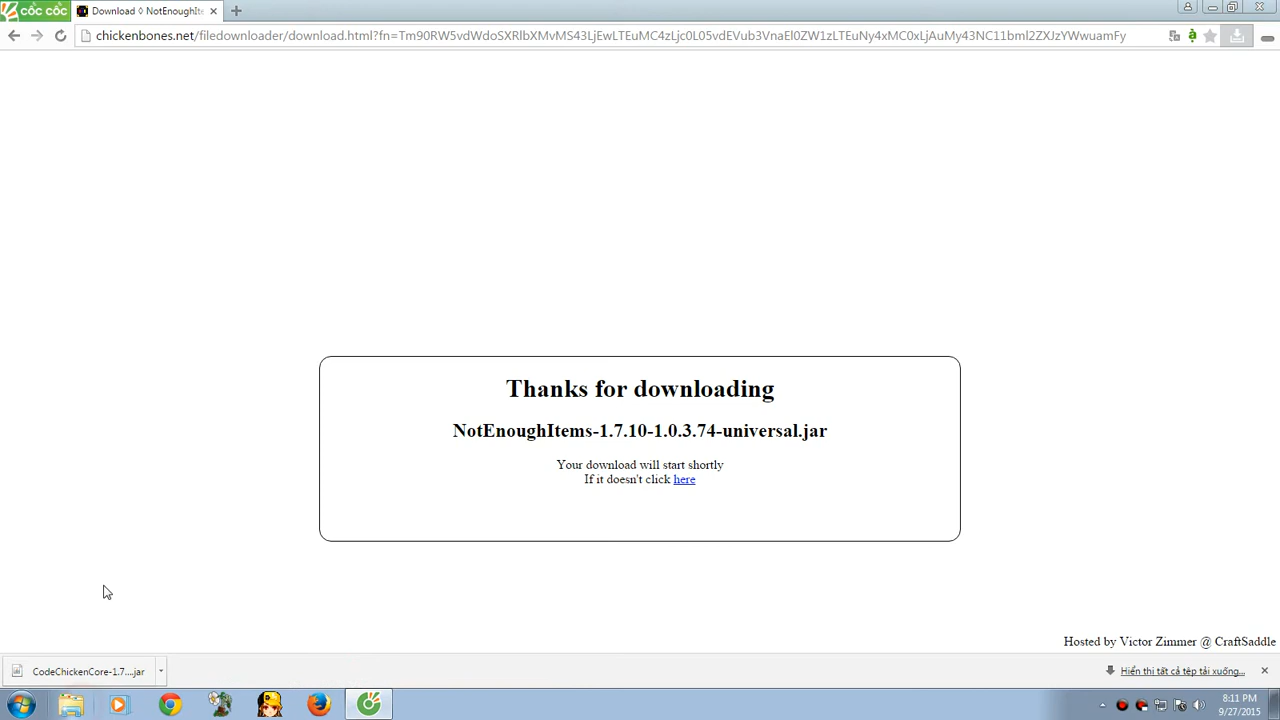 cốc cốc
Download ◊ NotEnoughIte
chickenbones.net/filedownloader/download.html?fn=Tm90RW5vdWdoSXRlbXMvMS43LjEwLTEuMC4zLjc0L05vdEVub3VnaEl0ZW1zLTEuNy4xMC0xLjAuMy43NC11bml2ZXJzYWwuamFy
Thanks for downloading
NotEnoughItems-1.7.10-1.0.3.74-universal.jar
Your download will start shortly
If it doesn't click here
Hosted by Victor Zimmer @ CraftSaddle
CodeChickenCore-1.7....jar
Hiển thị tất cả tệp tải xuống...
8:11 PM
9/27/2015